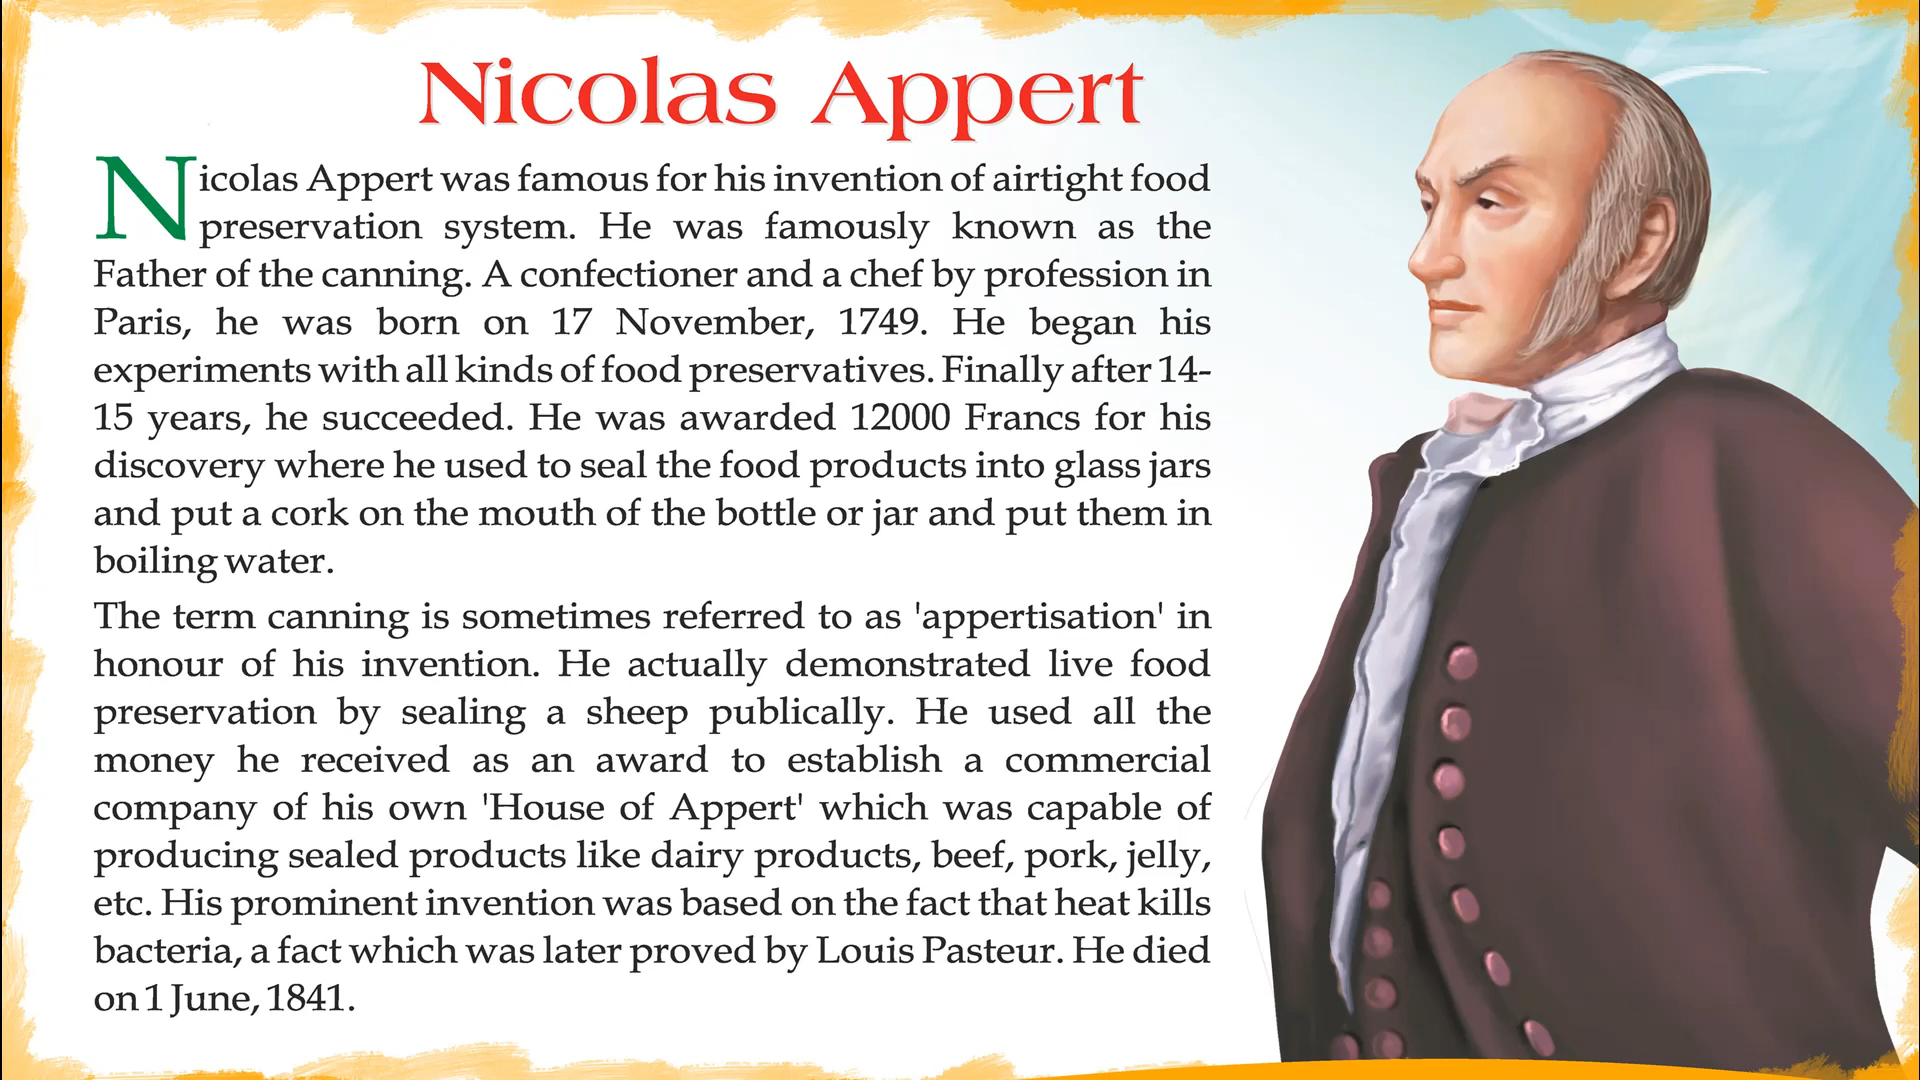 Nicolas Appert
Nicolas Appert was famous for his invention of airtight food
preservation system. He was famously known as the
Father of the canning. A confectioner and a chef by profession in
Paris, he was born on 17 November, 1749. He began his
experiments with all kinds of food preservatives. Finally after 14-
15 years, he succeeded. He was awarded 12000 Francs for his
discovery where he used to seal the food products into glass jars
and put a cork on the mouth of the bottle or jar and put them in
boiling water.
The term canning is sometimes referred to as 'appertisation' in
honour of his invention. He actually demonstrated live food
preservation by sealing a sheep publically. He used all the
money he received as an award to establish a commercial
company of his own 'House of Appert' which was capable of
producing sealed products like dairy products, beef, pork, jelly,
etc. His prominent invention was based on the fact that heat kills
bacteria, a fact which was later proved by Louis Pasteur. He died
on 1 June, 1841.